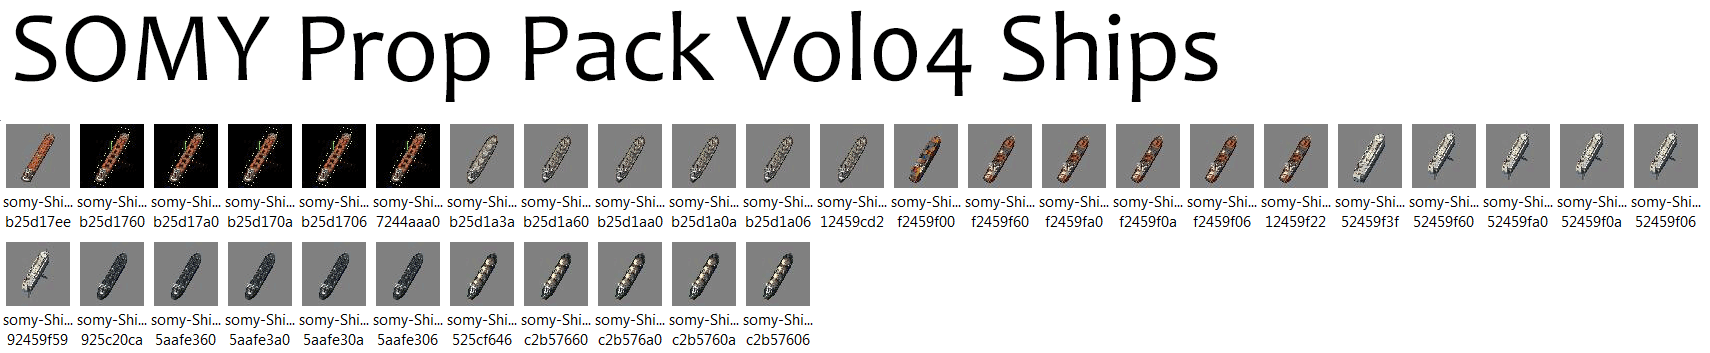 SOMY Prop Pack Vol04 Ships
somy-Shi... somy-Shi... somy-Shi... somy-Shi... somy-Shi... somy-Shi... somy-Shi... somy-Shi... somy-Shi... somy-Shi... somy-Shi... somy-Shi... somy-Shi... somy-Shi... somy-Shi... somy-Shi... somy-Shi... somy-Shi... somy-Shi... somy-Shi... somy-Shi... somy-Shi... somy-Shi...
b25d17ee b25d1760 b25d17a0 b25d170a b25d1706 7244aaa0 b25d1a3a b25d1a60 b25d1aa0 b25d1a0a b25d1a06 12459cd2 f2459f00 f2459f60 f2459fa0 f2459f0a f2459f06 12459f22 52459f3f 52459f60 52459fa0 52459f0a 52459f06
somy-Shi... somy-Shi... somy-Shi... somy-Shi... somy-Shi... somy-Shi... somy-Shi... somy-Shi... somy-Shi... somy-Shi... somy-Shi...
92459f59 925c20ca 5aafe360 5aafe3a0 5aafe30a 5aafe306 525cf646 c2b57660 c2b576a0 c2b5760a c2b57606